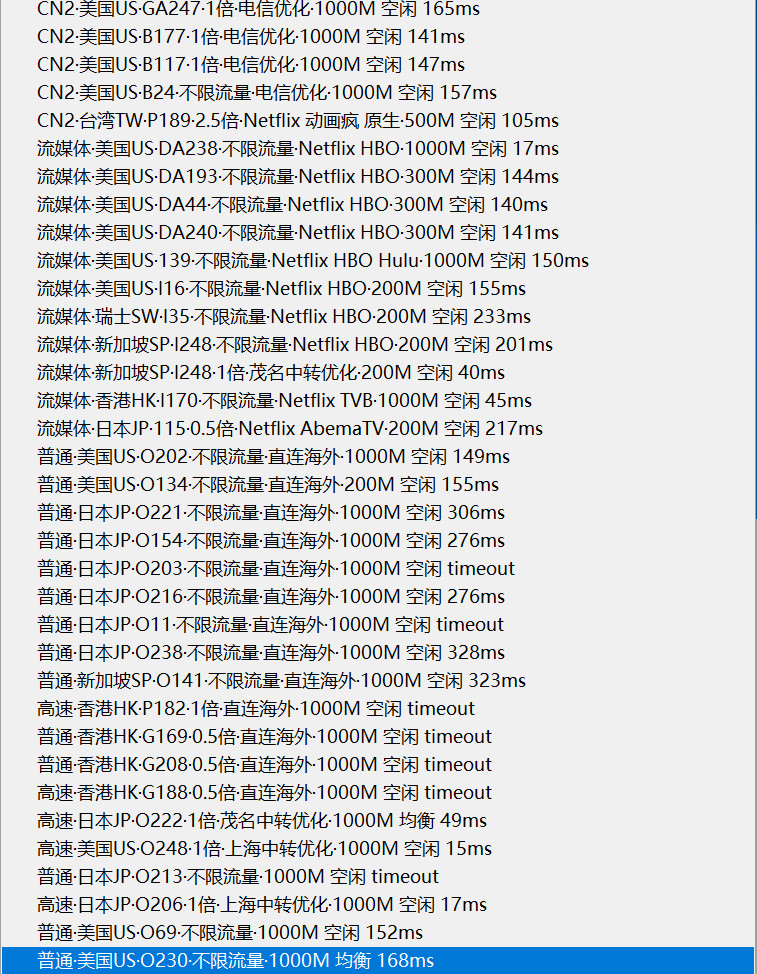 CN2·美国US·GA247·1倍·电信优化·1000M 空闲 165ms
CN2·美国US·B177·1倍·电信优化·1000M 空闲 141ms
CN2·美国US·B117·1倍·电信优化·1000M 空闲 147ms
CN2·美国US·B24·不限流量·电信优化·1000M 空闲 157ms
CN2·台湾TW·P189·2.5倍·Netflix 动画疯 原生·500M 空闲 105ms
流媒体·美国US·DA238·不限流量·Netflix HBO·1000M 空闲 17ms
流媒体·美国US·DA193·不限流量·Netflix HBO·300M 空闲 144ms
流媒体·美国US·DA44·不限流量·Netflix HBO·300M 空闲 140ms
流媒体·美国US·DA240·不限流量·Netflix HBO·300M 空闲 141ms
流媒体·美国US·139·不限流量·Netflix HBO Hulu·1000M 空闲 150ms
流媒体·美国US·I16·不限流量·Netflix HBO·200M 空闲 155ms
流媒体·瑞士SW·I35·不限流量·Netflix HBO·200M 空闲 233ms
流媒体·新加坡SP·I248·不限流量·Netflix HBO·200M 空闲 201ms
流媒体·新加坡SP·I248·1倍·茂名中转优化·200M 空闲 40ms
流媒体·香港HK·I170·不限流量·Netflix TVB·1000M 空闲 45ms
流媒体·日本JP·115·0.5倍·Netflix AbemaTV·200M 空闲 217ms
普通·美国US·O202·不限流量·直连海外·1000M 空闲 149ms
普通·美国US·O134·不限流量·直连海外·200M 空闲 155ms
普通·日本JP·O221·不限流量·直连海外·1000M 空闲 306ms
普通·日本JP·O154·不限流量·直连海外·1000M 空闲 276ms
普通·日本JP·O203·不限流量·直连海外·1000M 空闲 timeout
普通·日本JP·O216·不限流量·直连海外·1000M 空闲 276ms
普通·日本JP·O11·不限流量·直连海外·1000M 空闲 timeout
普通·日本JP·O238·不限流量·直连海外·1000M 空闲 328ms
普通·新加坡SP·O141·不限流量·直连海外·1000M 空闲 323ms
高速·香港HK·P182·1倍·直连海外·1000M 空闲 timeout
普通·香港HK·G169·0.5倍·直连海外·1000M 空闲 timeout
普通·香港HK·G208·0.5倍·直连海外·1000M 空闲 timeout
高速·香港HK·G188·0.5倍·直连海外·1000M 空闲 timeout
高速·日本JP·O222·1倍·茂名中转优化·1000M 均衡 49ms
高速·美国US·O248·1倍·上海中转优化·1000M 空闲 15ms
普通·日本JP·O213·不限流量·1000M 空闲 timeout
高速·日本JP·O206·1倍·上海中转优化·1000M 空闲 17ms
普通·美国US·O69·不限流量·1000M 空闲 152ms
普通·美国US·O230·不限流量·1000M 均衡 168ms